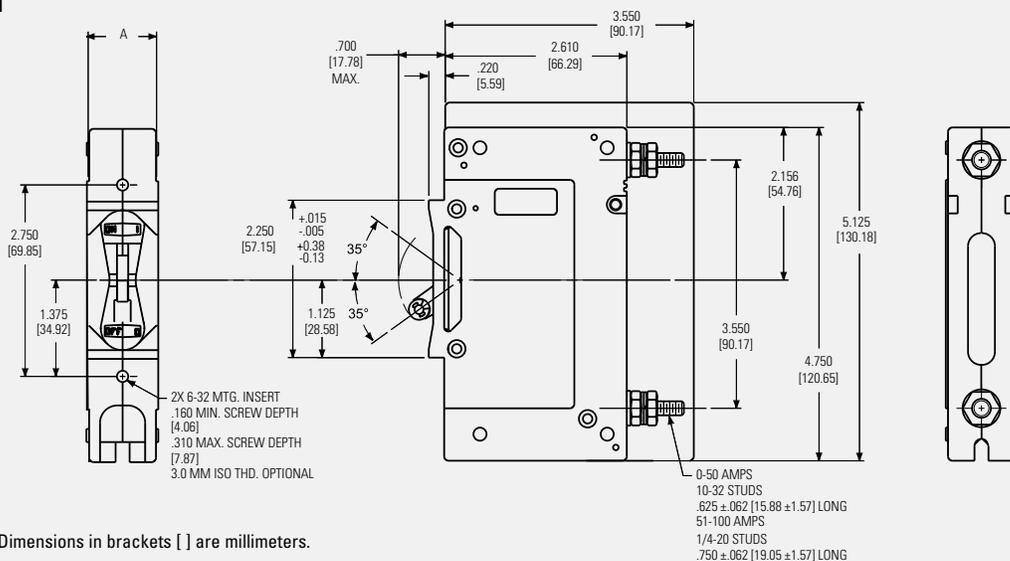 A
2.750
[69.85]
1.375
[34.92]
ON I
OFF O
2X 6-32 MTG. INSERT
.160 MIN. SCREW DEPTH
[4.06]
.310 MAX. SCREW DEPTH
[7.87]
3.0 MM ISO THD. OPTIONAL
3.550
[90.17]
.700
[17.78]
MAX.
2.610
[66.29]
.220
[5.59]
2.250
[57.15]
+.015
-.005
+0.38
-0.13
35°
35°
1.125
[28.58]
2.156
[54.76]
5.125
[130.18]
3.550
[90.17]
4.750
[120.65]
0-50 AMPS
10-32 STUDS
.625 ±.062 [15.88 ±1.57] LONG
51-100 AMPS
1/4-20 STUDS
.750 ±.062 [19.05 ±1.57] LONG
Dimensions in brackets [ ] are millimeters.